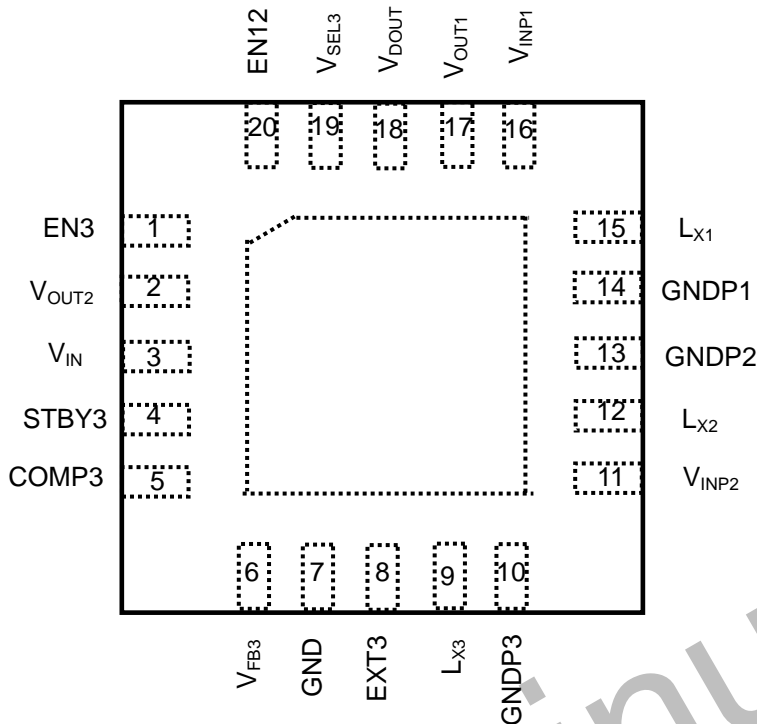 EN12 VSEL3 VDOUT VOUT1 VINP1
20 19 18 17 16
EN3 1 15 LX1
VOUT2 2 14 GNDP1
VIN 3 13 GNDP2
STBY3 4 12 LX2
COMP3 5 11 VINP2
6 7 8 9 10
VFB3 GND EXT3 LX3 GNDP3